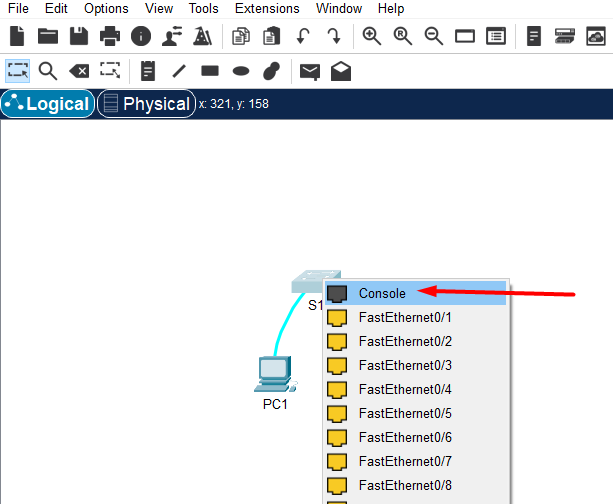 File Edit Options View Tools Extensions Window Help
Logical Physical x: 321, y: 158
S1
Console
FastEthernet0/1
FastEthernet0/2
FastEthernet0/3
FastEthernet0/4
PC1
FastEthernet0/5
FastEthernet0/6
FastEthernet0/7
FastEthernet0/8